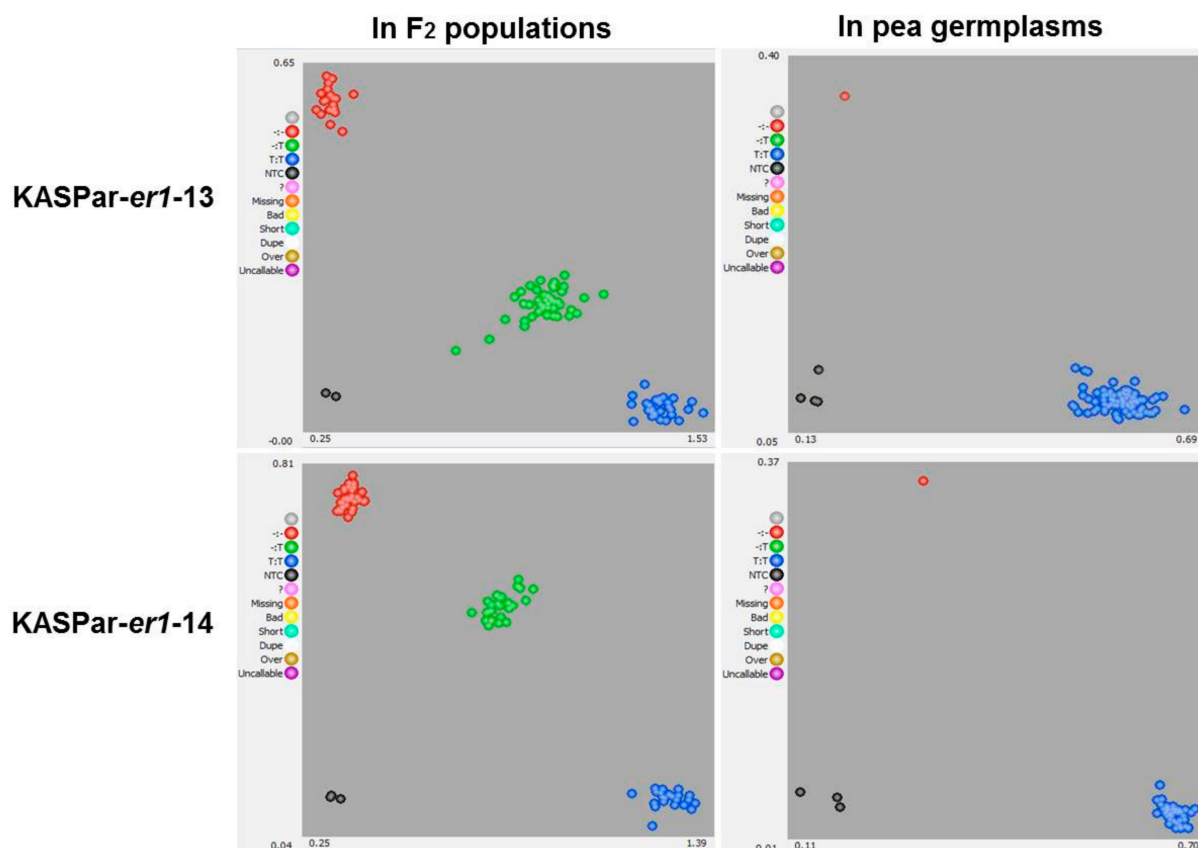 In F2 populations
In pea germplasms
KASPar-er1-13
0.65
-:-
-:T
T:T
NTC
?
Missing
Bad
Short
Dupe
Over
Uncallable
-0.00
0.25
1.53
0.40
-:-
-:T
T:T
NTC
?
Missing
Bad
Short
Dupe
Over
Uncallable
0.05
0.13
0.69
KASPar-er1-14
0.81
-:-
-:T
T:T
NTC
?
Missing
Bad
Short
Dupe
Over
Uncallable
0.04
0.25
1.39
0.37
-:-
-:T
T:T
NTC
?
Missing
Bad
Short
Dupe
Over
Uncallable
0.11
0.70